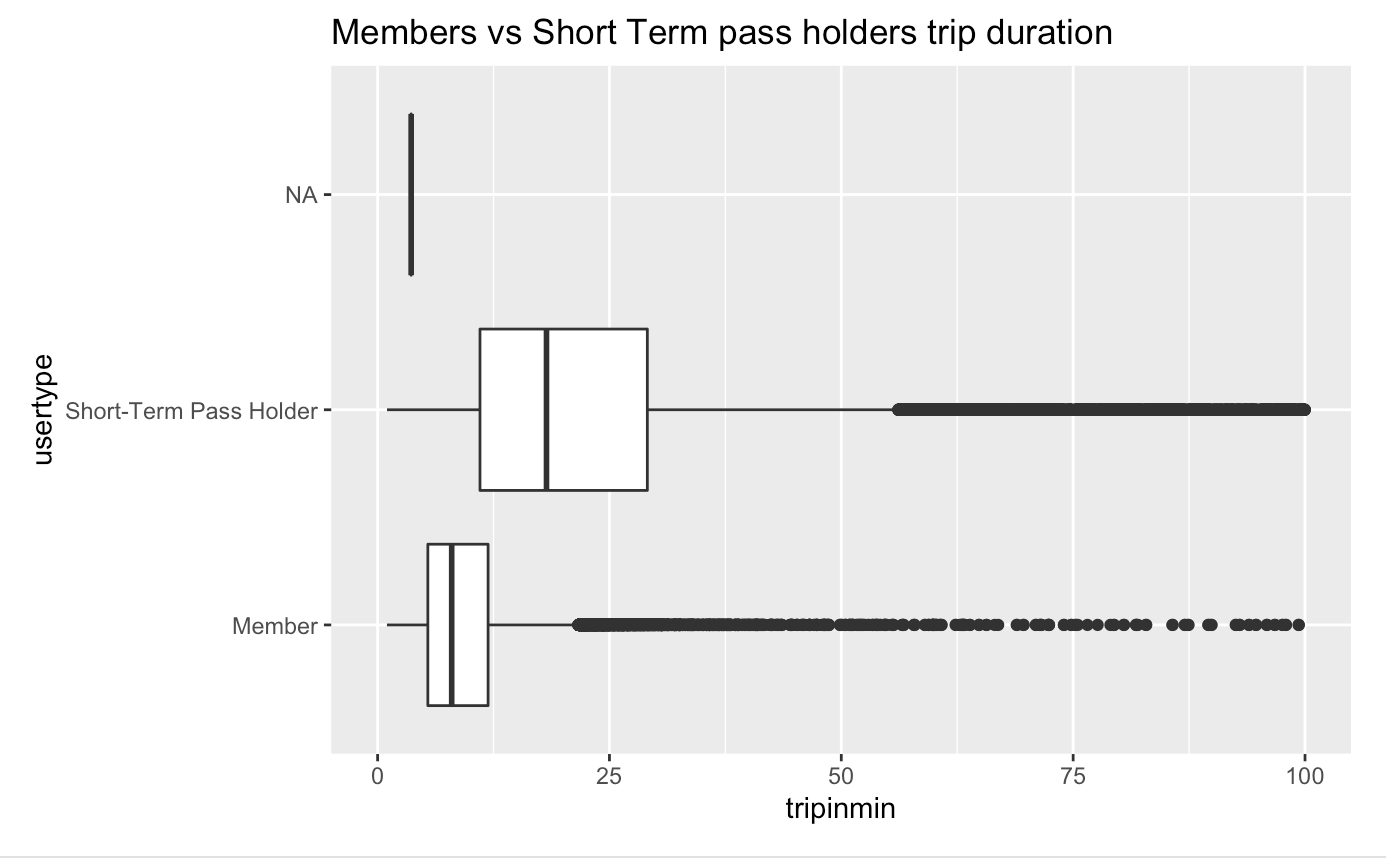 Members vs Short Term pass holders trip duration
NA
Short-Term Pass Holder
Member
usertype
0 25 50 75 100
tripinmin